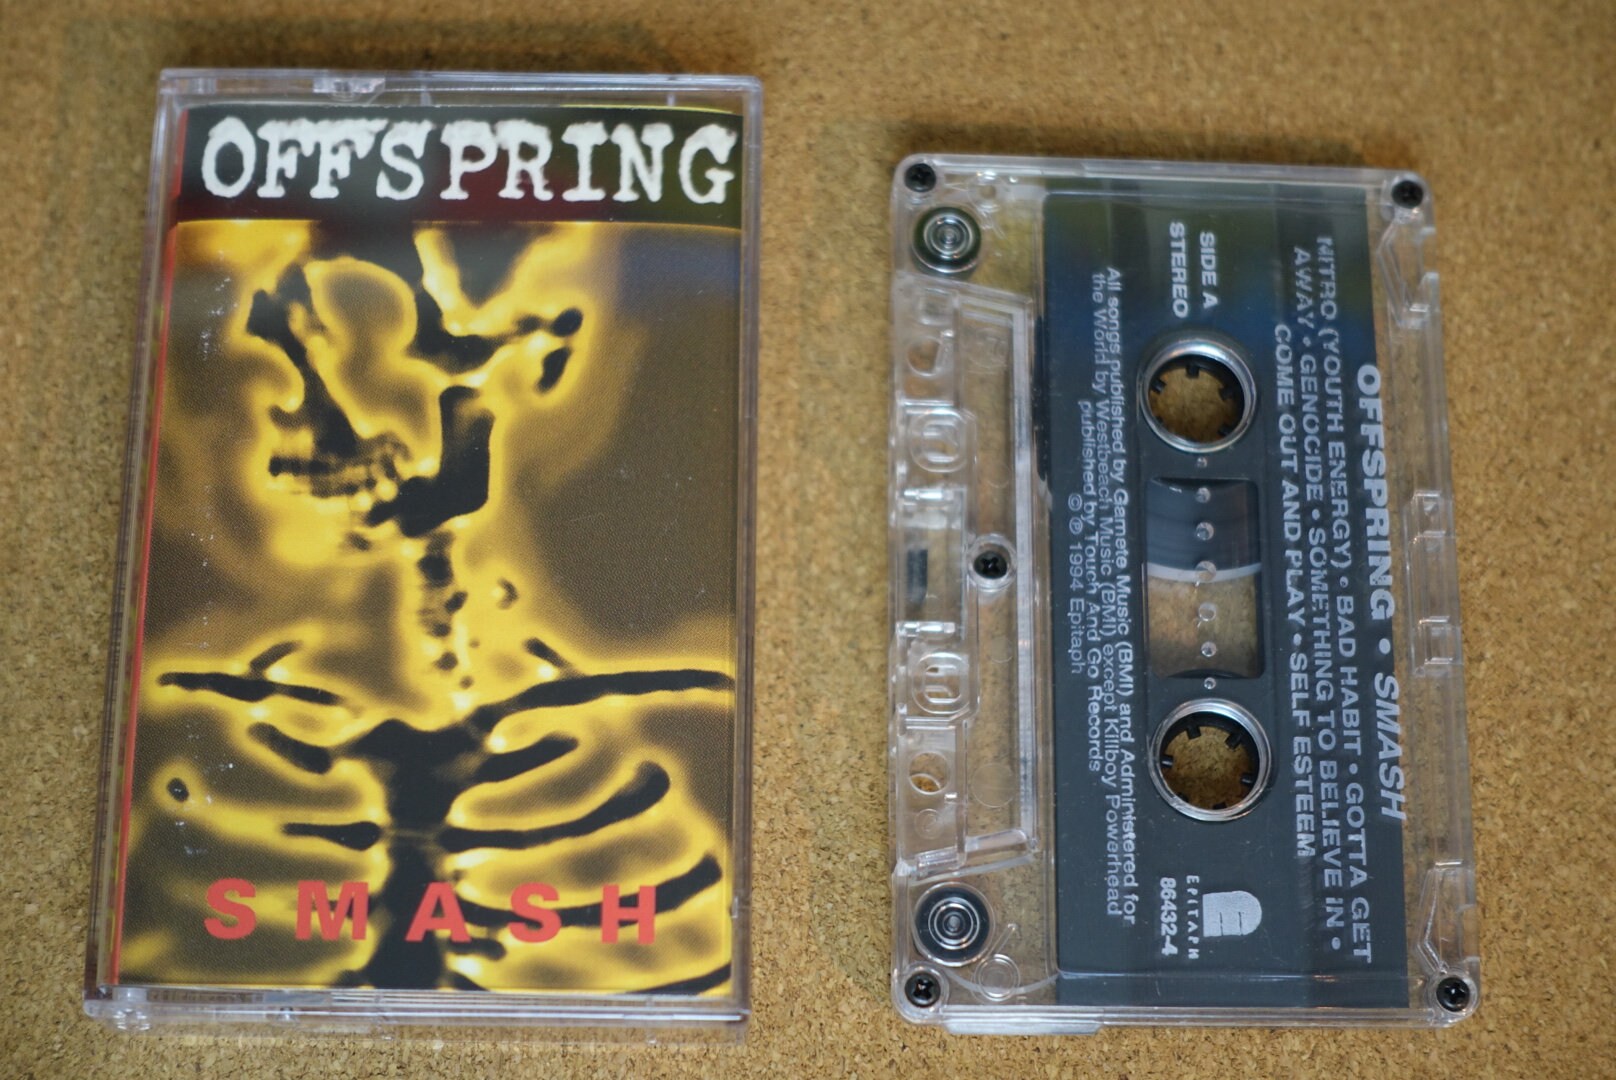 OFFSPRING
SMASH
OFFSPRING • SMASH
NITRO (YOUTH ENERGY) • BAD HABIT • GOTTA GET
AWAY • GENOCIDE • SOMETHING TO BELIEVE IN •
COME OUT AND PLAY • SELF ESTEEM
SIDE A
STEREO
EPITAPH
86432-4
All songs published by Gamete Music (BMI) and Administered for
the World by Westbeach Music (BMI) except Killboy Powerhead
published by Touch And Go Records
© ℗ 1994 Epitaph